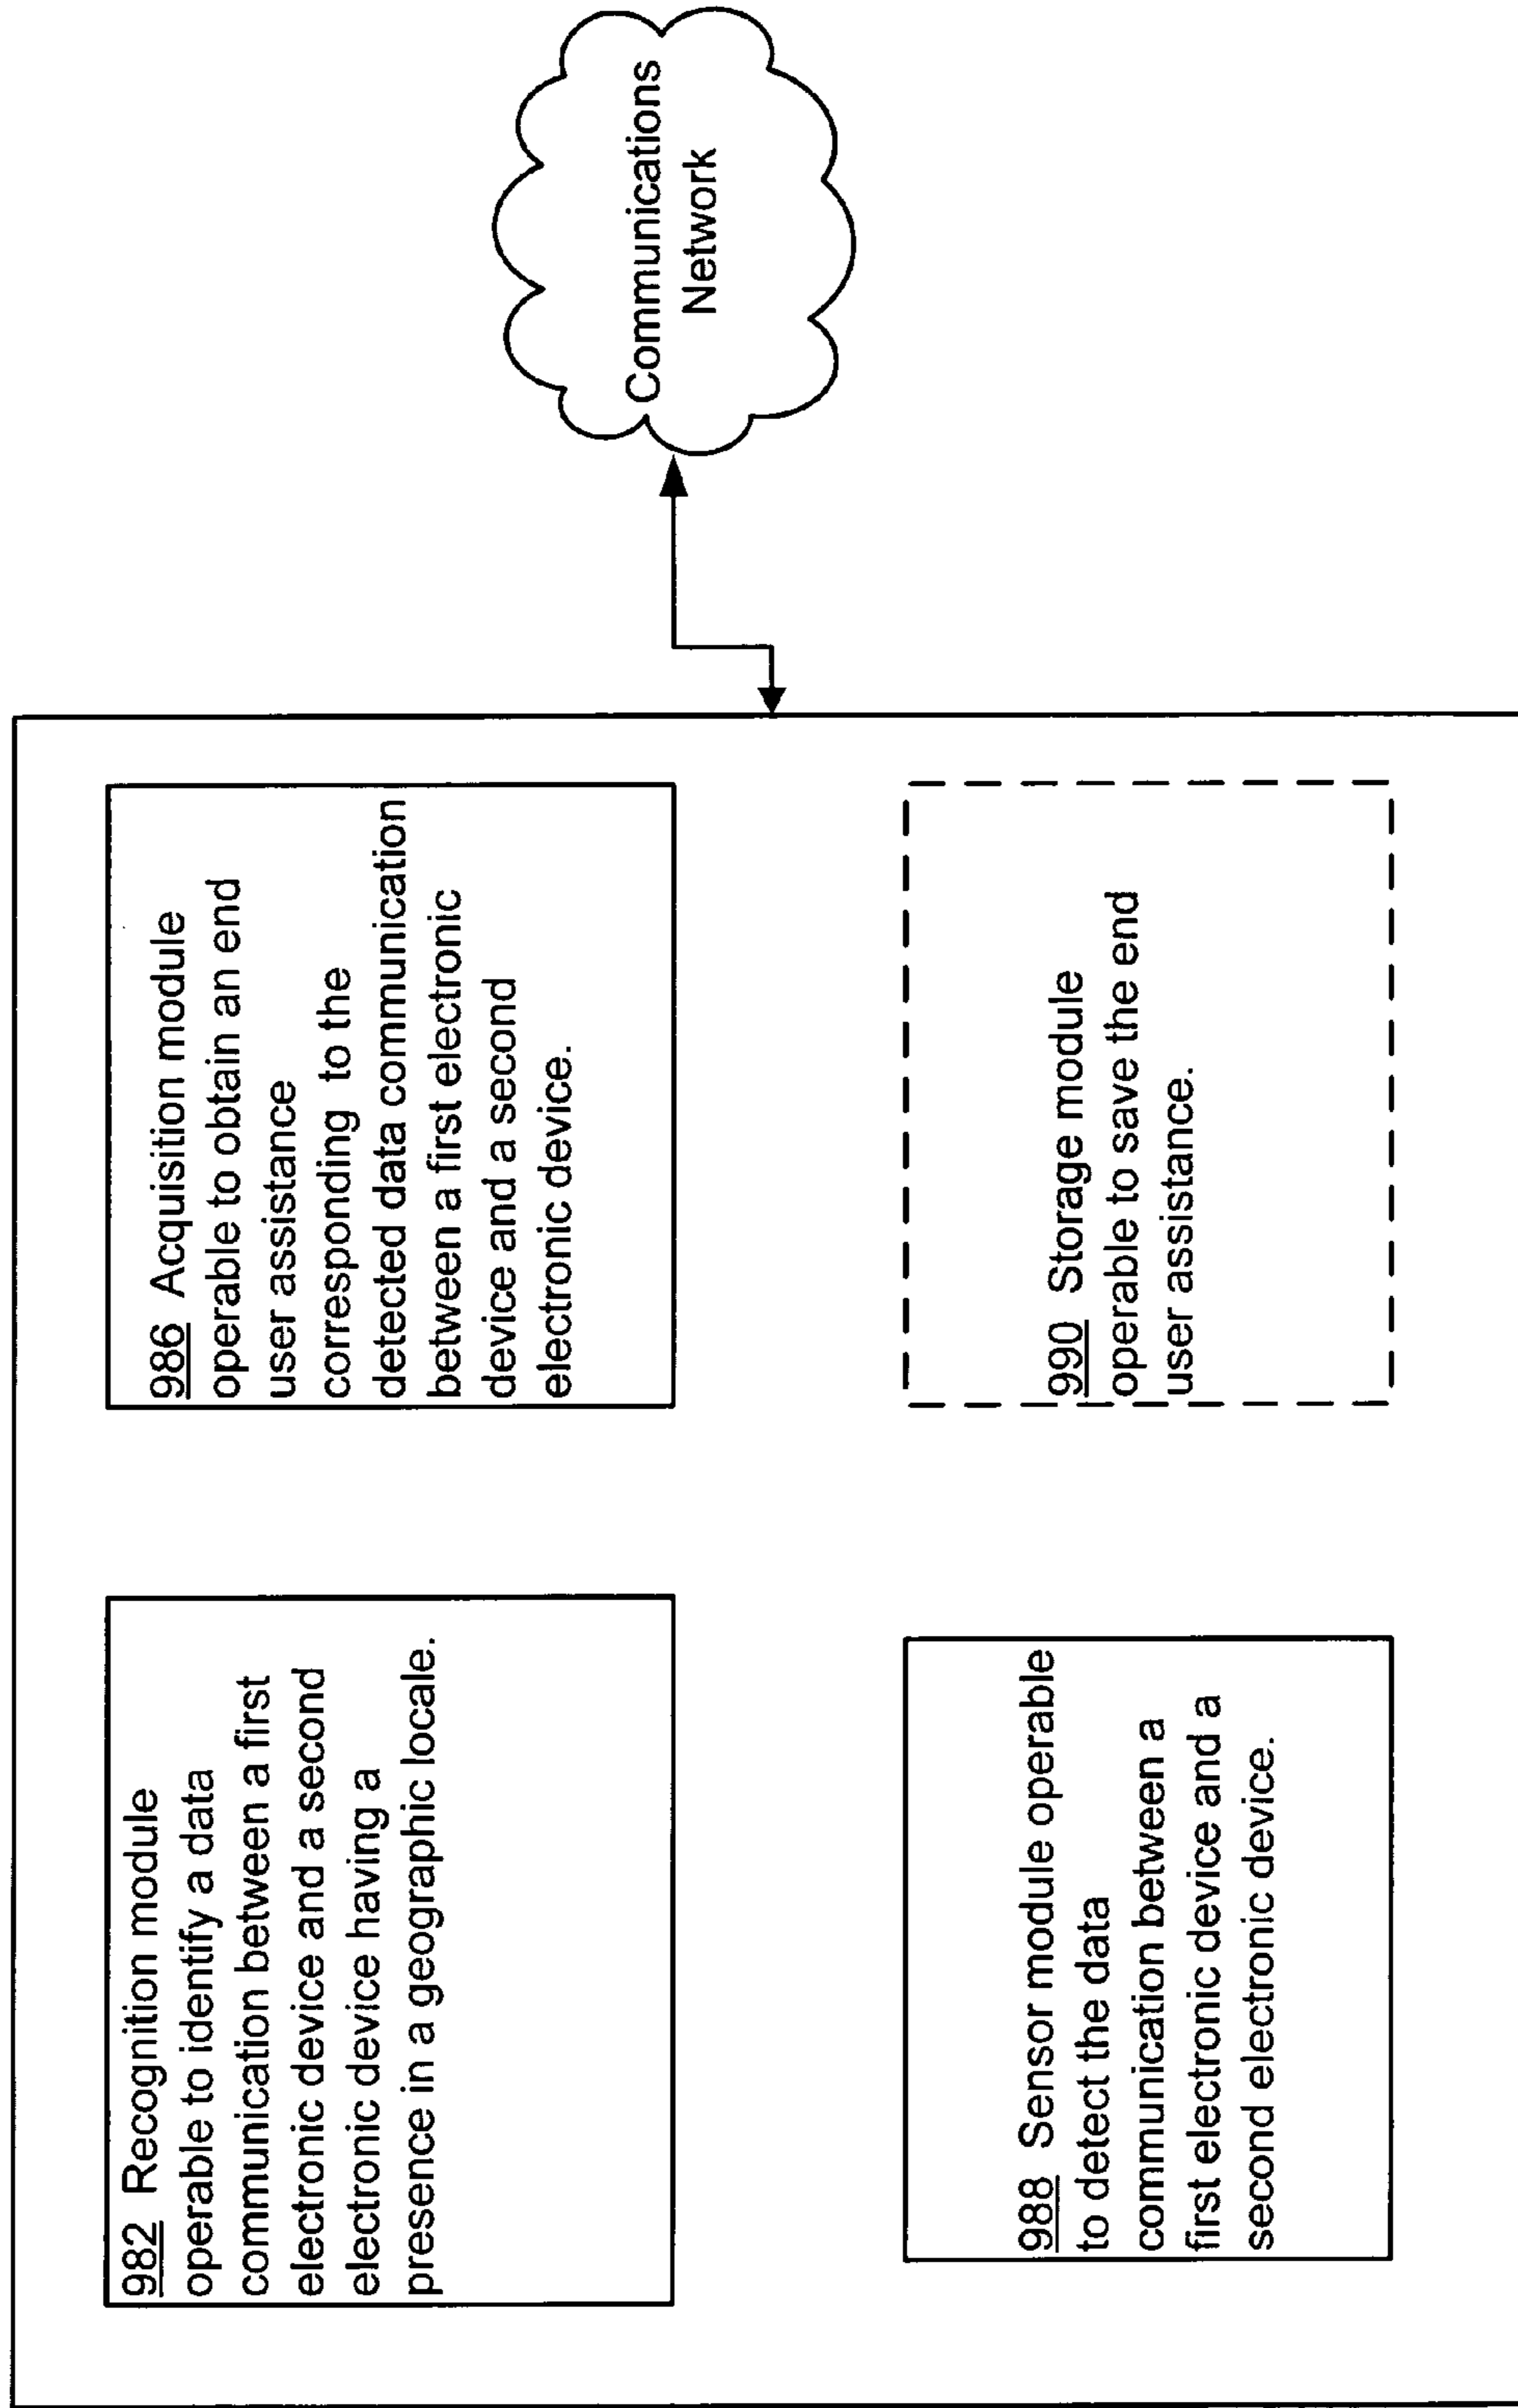 982 Recognition module
operable to identify a data
communication between a first
electronic device and a second
electronic device having a
presence in a geographic locale.
986 Acquisition module
operable to obtain an end
user assistance
corresponding to the
detected data communication
between a first electronic
device and a second
electronic device.
988 Sensor module operable
to detect the data
communication between a
first electronic device and a
second electronic device.
990 Storage module
operable to save the end
user assistance.
Communications
Network